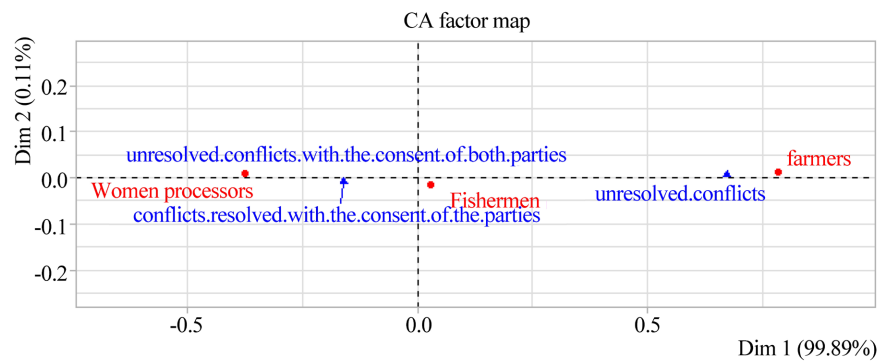 CA factor map
Dim 2 (0.11%)
0.2
0.1
0.0
-0.1
-0.2
unresolved.conflicts.with.the.consent.of.both.parties
farmers
Women processors
Fishermen
unresolved.conflicts
conflicts.resolved.with.the.consent.of.the.parties
-0.5
0.0
0.5
Dim 1 (99.89%)